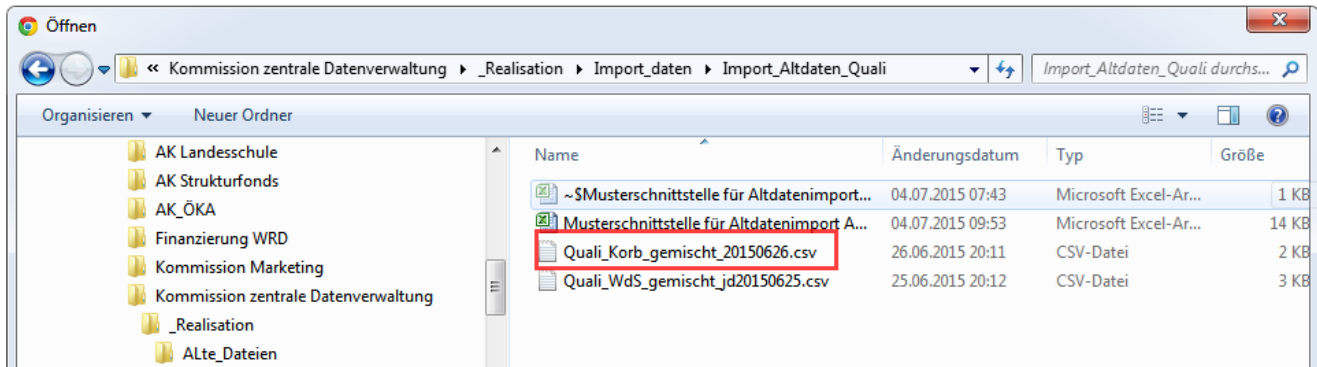 Öffnen
« Kommission zentrale Datenverwaltung ▸ _Realisation ▸ Import_daten ▸ Import_Altdaten_Quali
Import_Altdaten_Quali durchs...
Organisieren Neuer Ordner
AK Landesschule
AK Strukturfonds
AK_ÖKA
Finanzierung WRD
Kommission Marketing
Kommission zentrale Datenverwaltung
_Realisation
ALte_Dateien
Name Änderungsdatum Typ Größe
~$Musterschnittstelle für Altdatenimport... 04.07.2015 07:43 Microsoft Excel-Ar... 1 KB
Musterschnittstelle für Altdatenimport A... 04.07.2015 09:53 Microsoft Excel-Ar... 14 KB
Quali_Korb_gemischt_20150626.csv 26.06.2015 20:11 CSV-Datei 2 KB
Quali_WdS_gemischt_jd20150625.csv 25.06.2015 20:12 CSV-Datei 3 KB